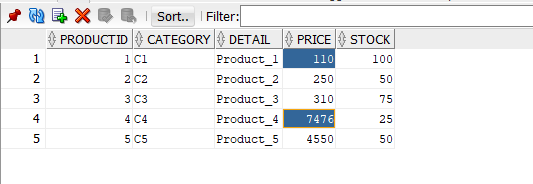 Sort.. Filter:
PRODUCTID CATEGORY DETAIL PRICE STOCK
1 1 C1 Product_1 110 100
2 2 C2 Product_2 250 50
3 3 C3 Product_3 310 75
4 4 C4 Product_4 7476 25
5 5 C5 Product_5 4550 50